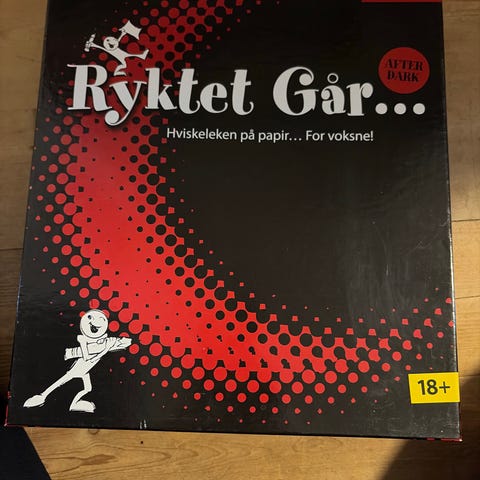 AFTER
DARK
Ryktet Går...
Hviskeleken på papir... For voksne!
18+